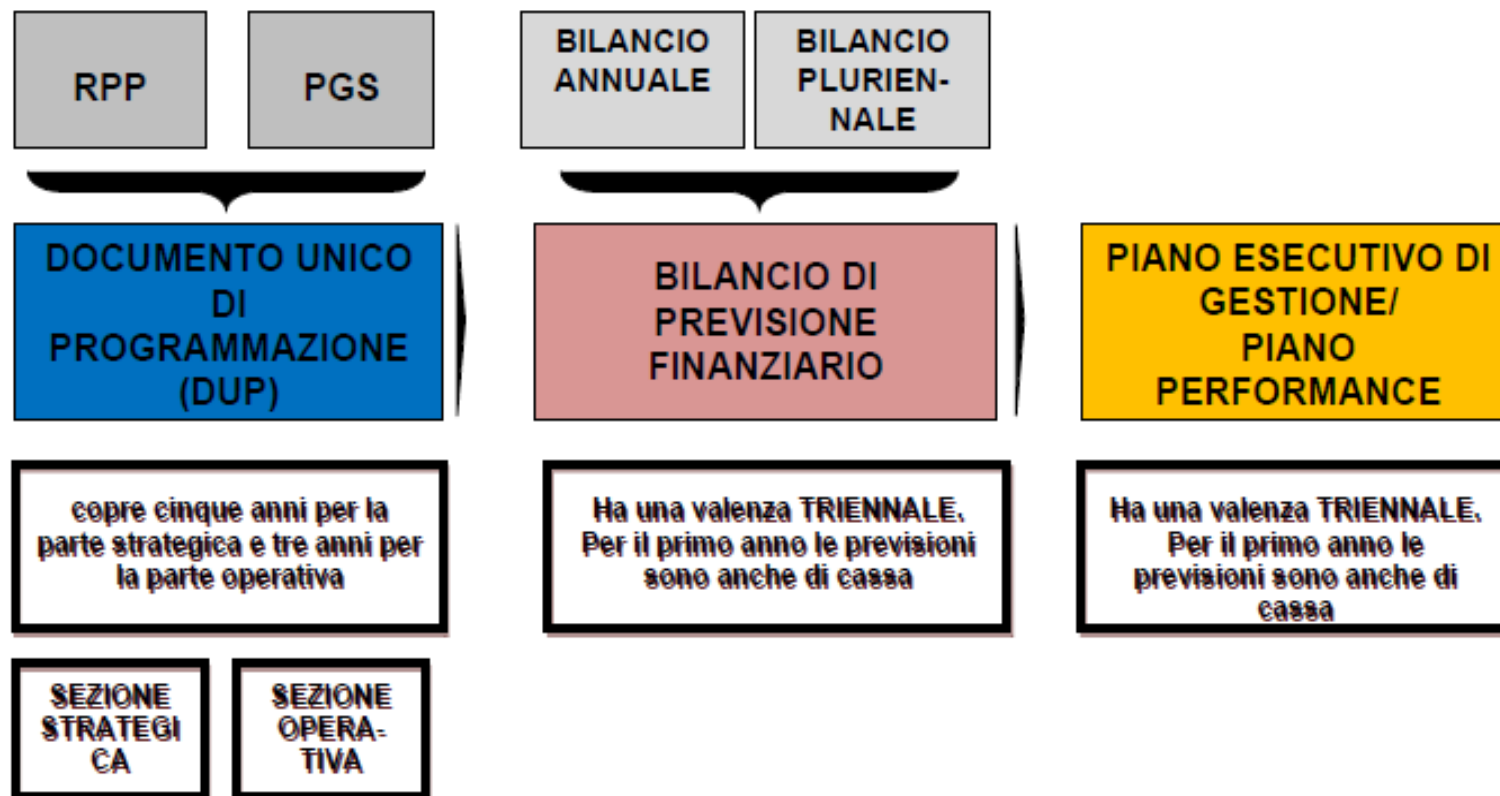 RPP
PGS
BILANCIO
ANNUALE
BILANCIO
PLURIEN-
NALE
DOCUMENTO UNICO
DI
PROGRAMMAZIONE
(DUP)
BILANCIO DI
PREVISIONE
FINANZIARIO
PIANO ESECUTIVO DI
GESTIONE/
PIANO
PERFORMANCE
copre cinque anni per la
parte strategica e tre anni per
la parte operativa
Ha una valenza TRIENNALE.
Per il primo anno le previsioni
sono anche di cassa
Ha una valenza TRIENNALE.
Per il primo anno le
previsioni sono anche di
cassa
SEZIONE
STRATEGI
CA
SEZIONE
OPERA-
TIVA